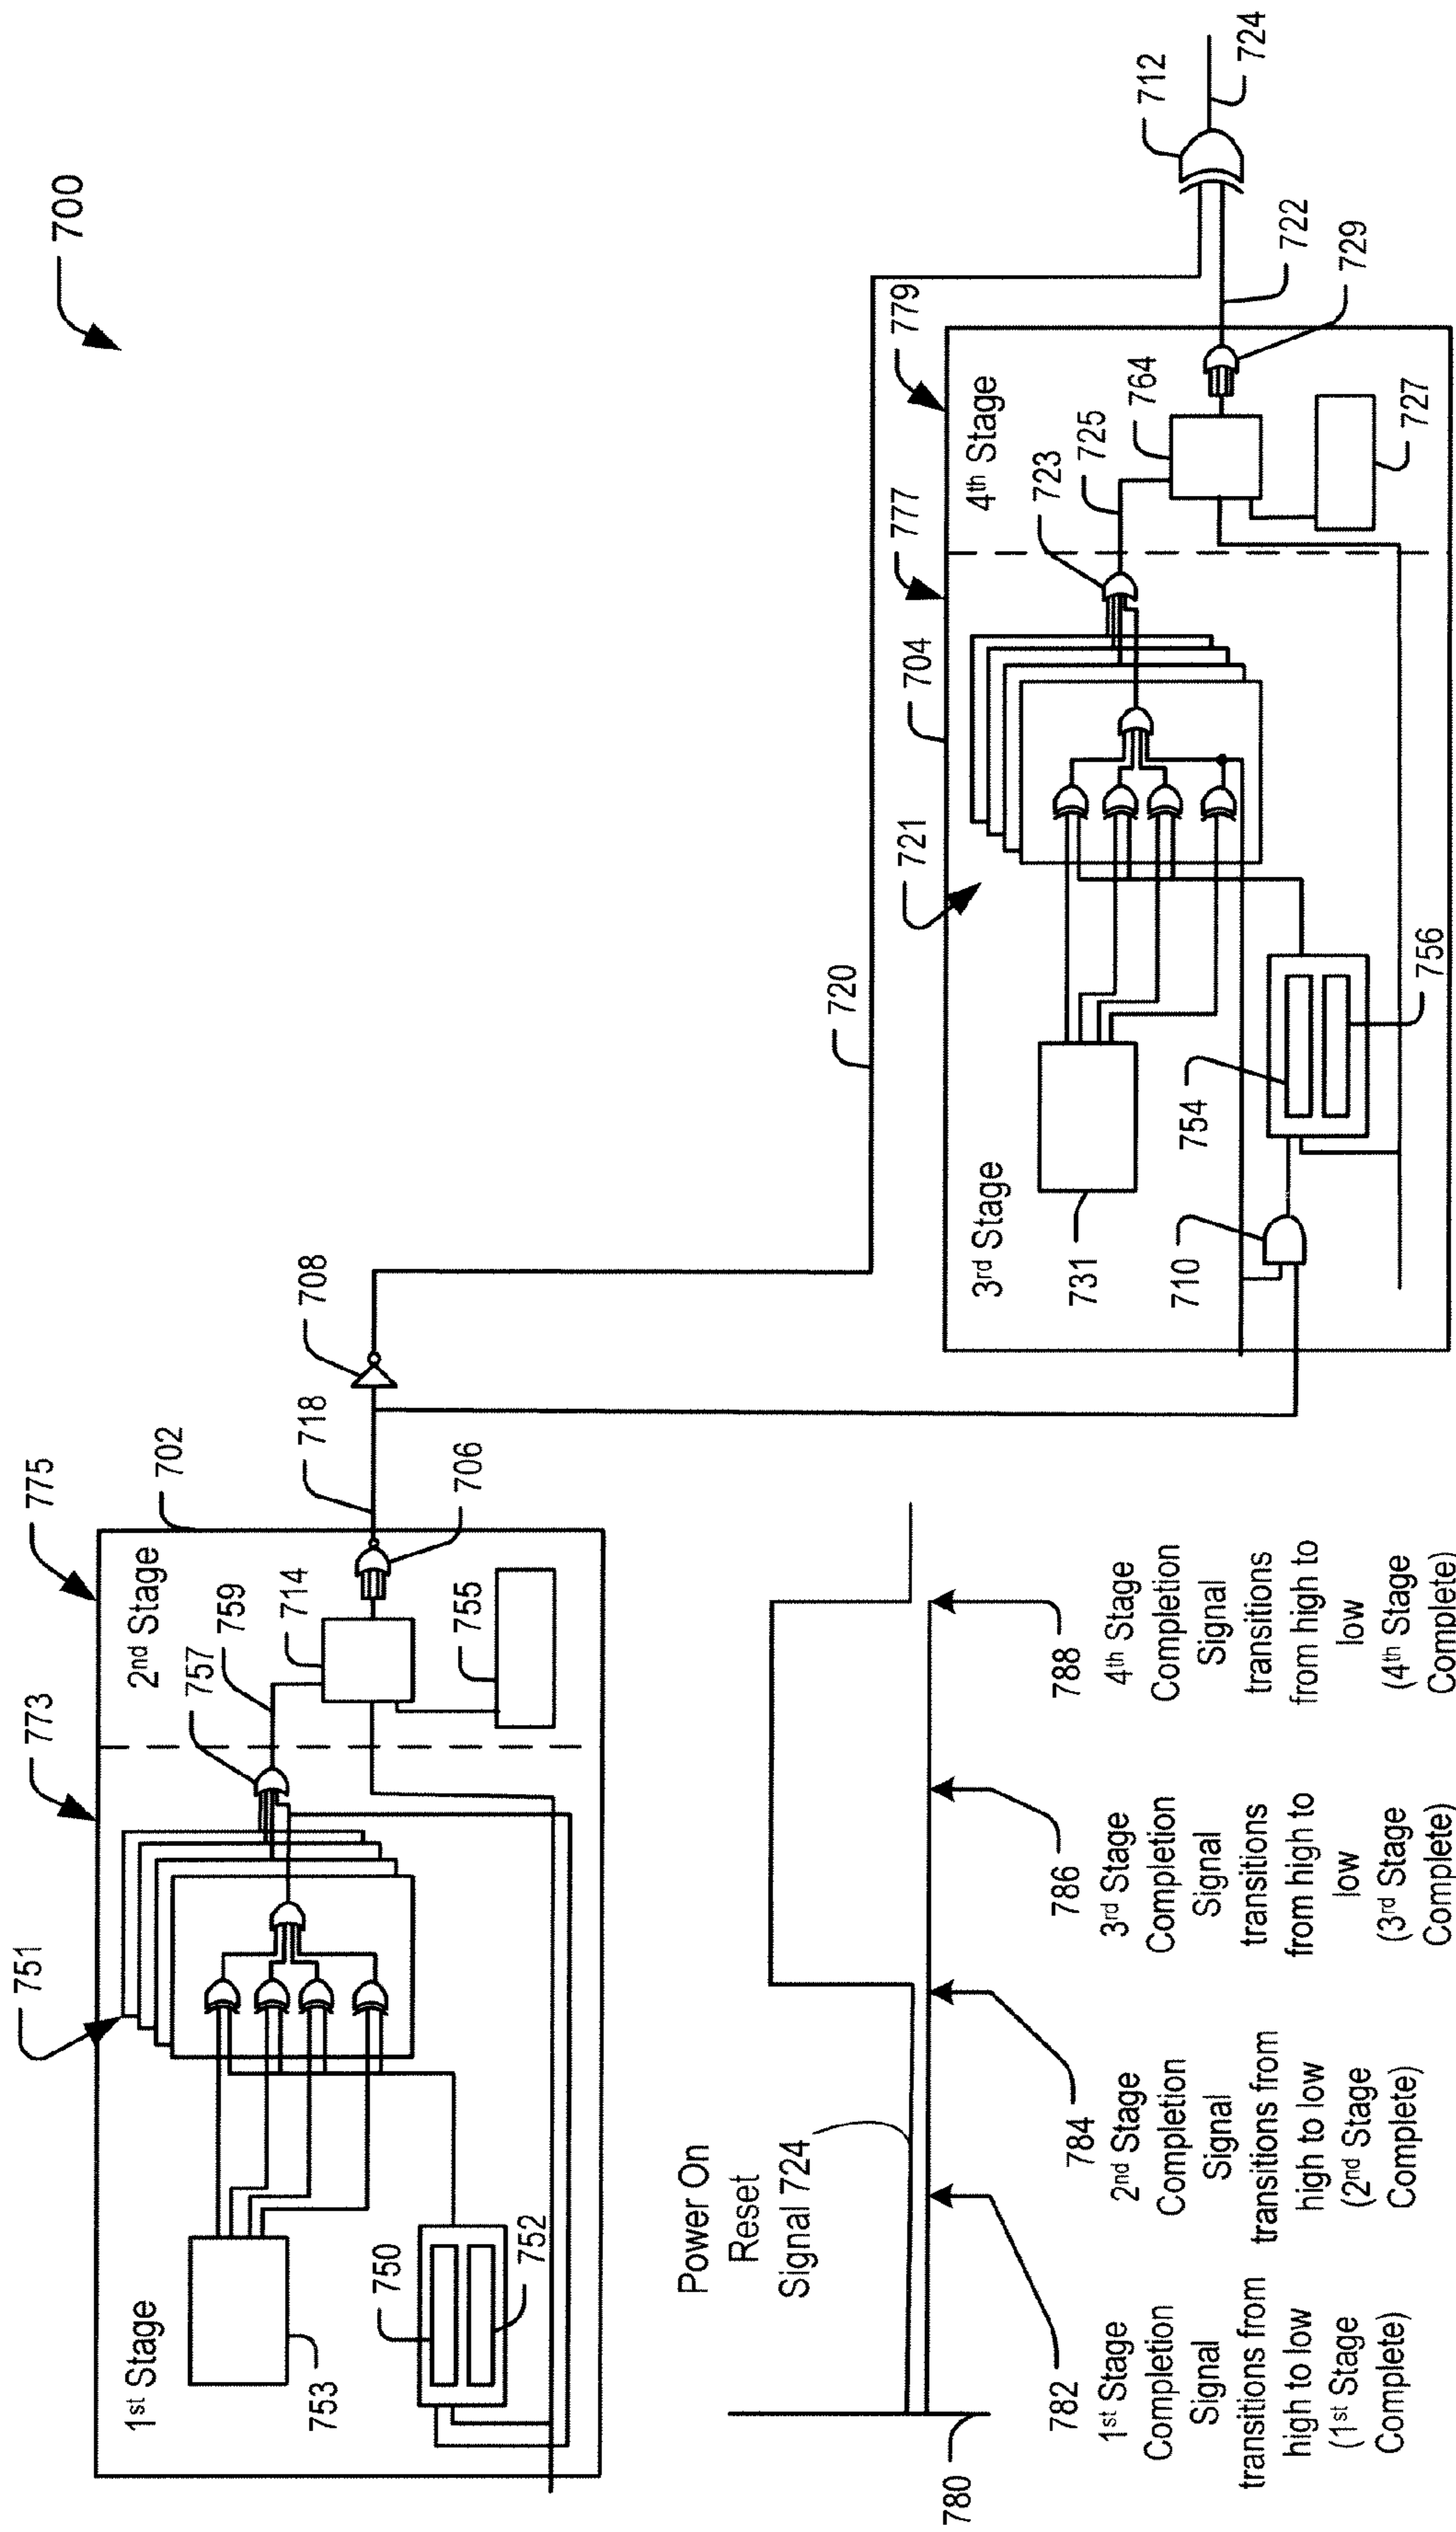 700
773
775
751
702
1st Stage
2nd Stage
757
759
714
753
750
752
755
706
718
708
720
779
777
704
721
3rd Stage
4th Stage
723
725
764
731
710
754
756
727
712
724
722
729
Power On
Reset
Signal 724
780
782
1st Stage
Completion
Signal
transitions from
high to low
(1st Stage
Complete)
784
2nd Stage
Completion
Signal
transitions from
high to low
(2nd Stage
Complete)
786
3rd Stage
Completion
Signal
transitions
from high to
low
(3rd Stage
Complete)
788
4th Stage
Completion
Signal
transitions
from high to
low
(4th Stage
Complete)